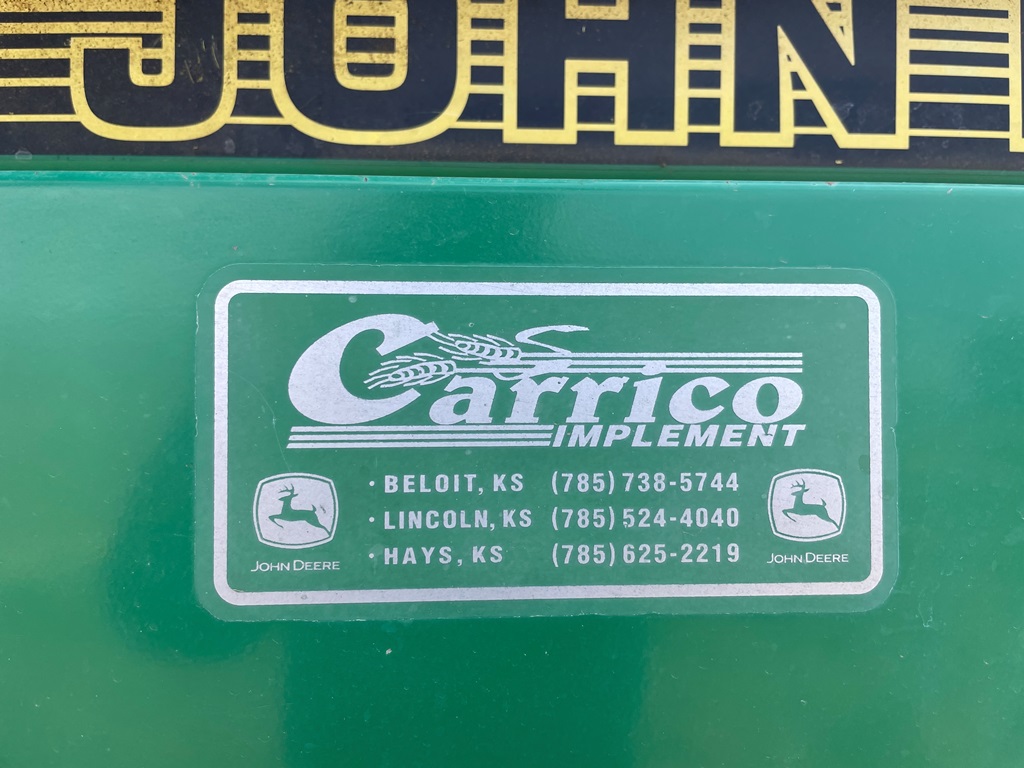 JOHN
Carrico
IMPLEMENT
· BELOIT, KS (785) 738-5744
· LINCOLN, KS (785) 524-4040
· HAYS, KS (785) 625-2219
JOHN DEERE
JOHN DEERE